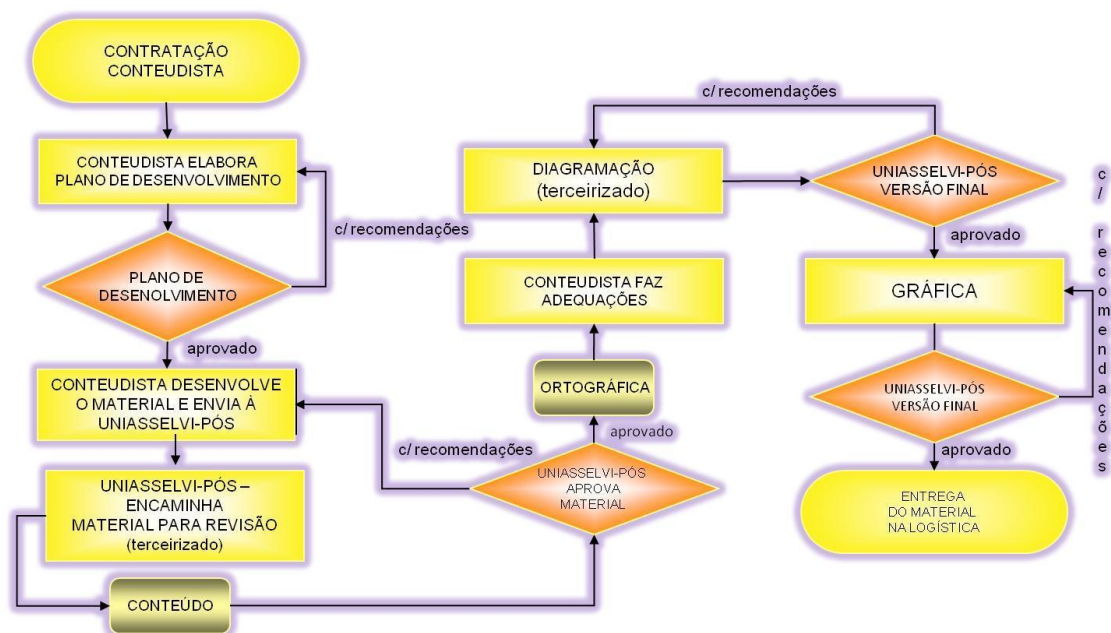 CONTRATAÇÃO
CONTEUDISTA
CONTEUDISTA ELABORA
PLANO DE DESENVOLVIMENTO
c/ recomendações
PLANO DE
DESENOLVIMENTO
aprovado
CONTEUDISTA DESENVOLVE
O MATERIAL E ENVIA À
UNIASSELVI-PÓS
UNIASSELVI-PÓS –
ENCAMINHA
MATERIAL PARA REVISÃO
(terceirizado)
CONTEÚDO
UNIASSELVI-PÓS
APROVA
MATERIAL
c/ recomendações
aprovado
ORTOGRÁFICA
CONTEUDISTA FAZ
ADEQUAÇÕES
DIAGRAMAÇÃO
(terceirizado)
c/ recomendações
UNIASSELVI-PÓS
VERSÃO FINAL
aprovado
GRÁFICA
c/ recomendações
UNIASSELVI-PÓS
VERSÃO FINAL
aprovado
ENTREGA
DO MATERIAL
NA LOGÍSTICA